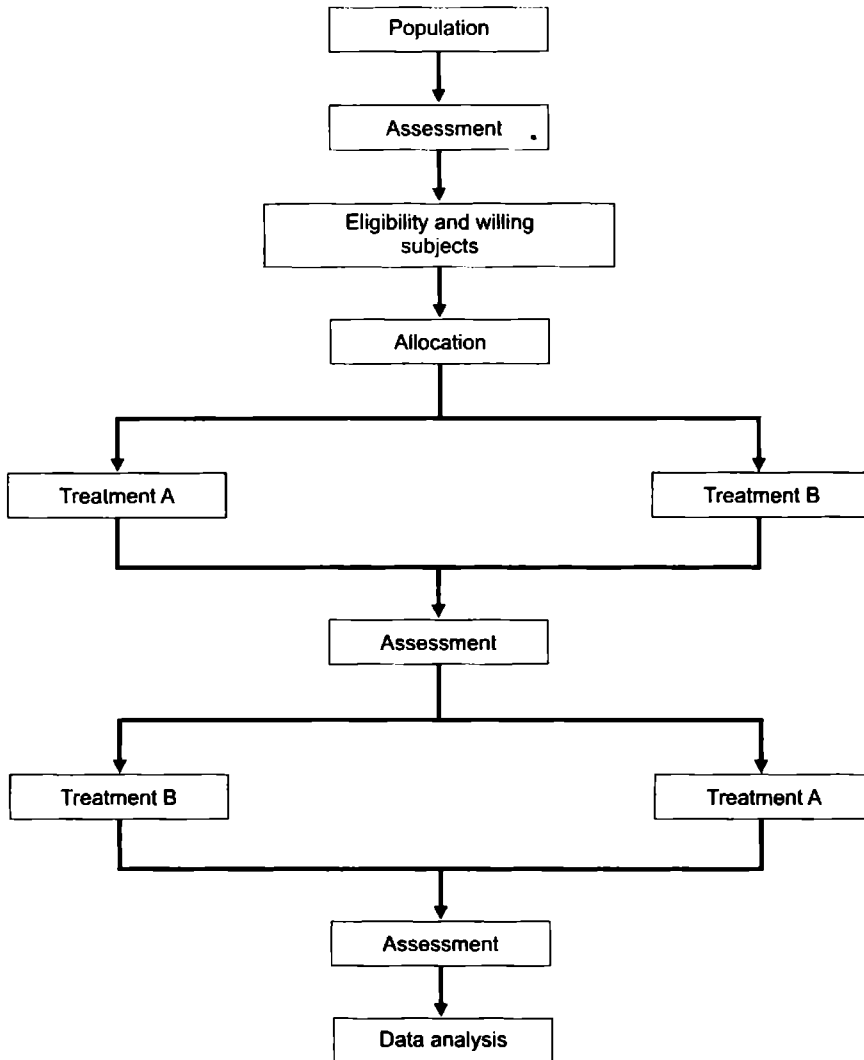 Population
Assessment
Eligibility and willing
subjects
Allocation
Treatment A
Treatment B
Assessment
Treatment B
Treatment A
Assessment
Data analysis